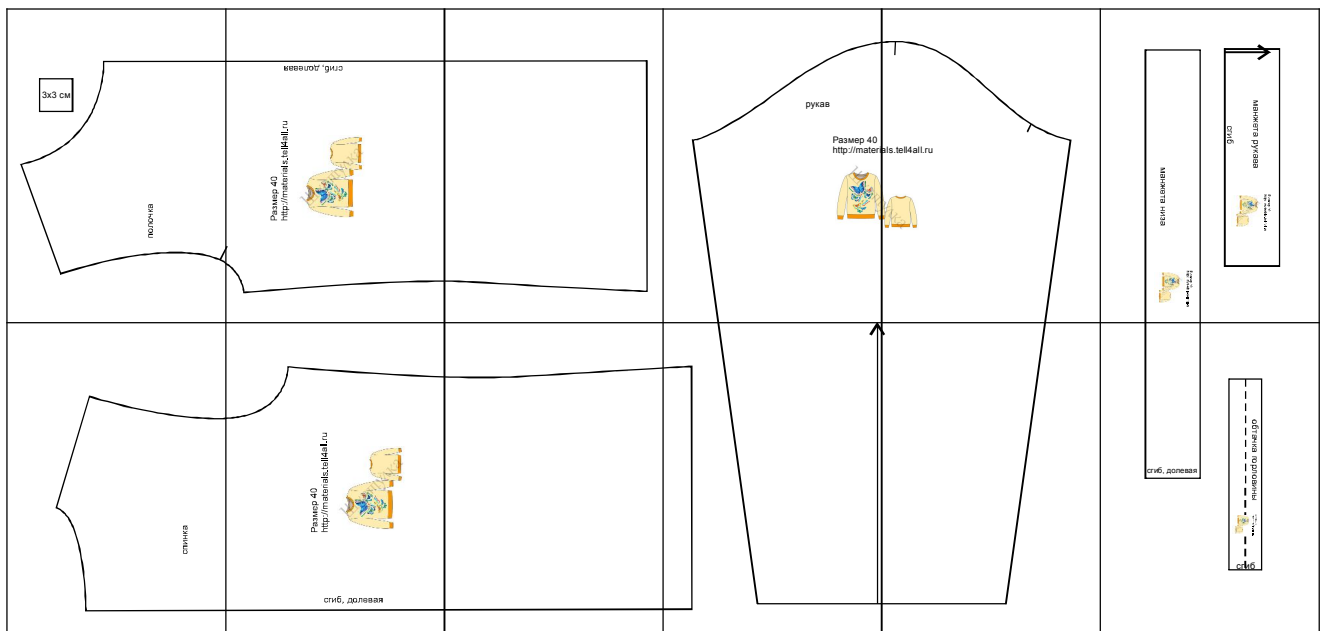 3x3 см
сгиб, долевая
Размер 40
http://materials.tell4all.ru
полочка
рукав
Размер 40
http://materials.tell4all.ru
манжета низа
сгиб, долевая
сгиб
манжета рукава
спинка
Размер 40
http://materials.tell4all.ru
сгиб, долевая
обтачка горловины
сгиб